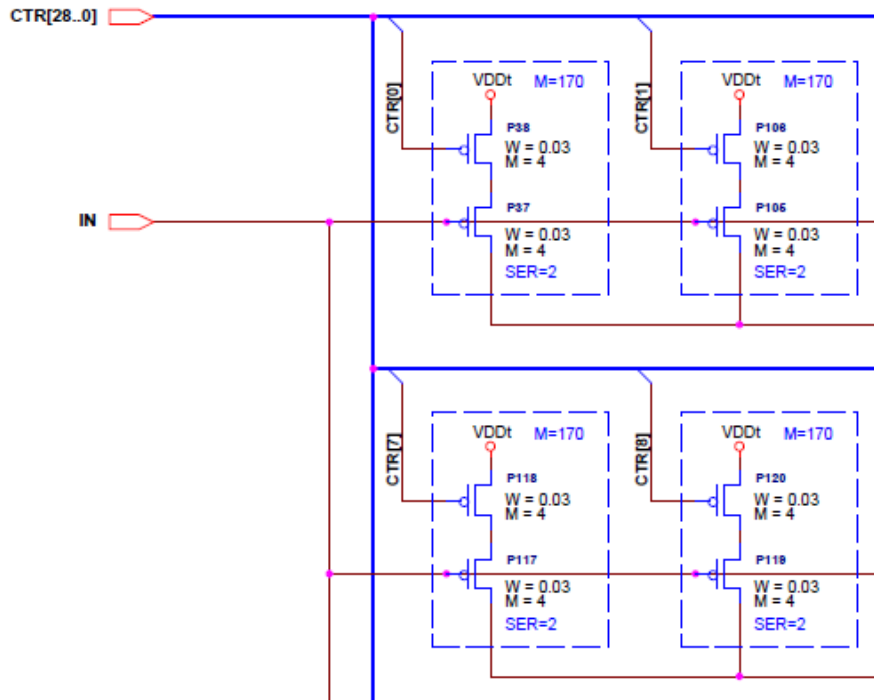 CTR[28..0]
CTR[0]
VDDt M=170
P38
W = 0.03
M = 4
P37
W = 0.03
M = 4
SER=2
CTR[1]
VDDt M=170
P106
W = 0.03
M = 4
P105
W = 0.03
M = 4
SER=2
IN
CTR[7]
VDDt M=170
P118
W = 0.03
M = 4
P117
W = 0.03
M = 4
SER=2
CTR[8]
VDDt M=170
P120
W = 0.03
M = 4
P119
W = 0.03
M = 4
SER=2